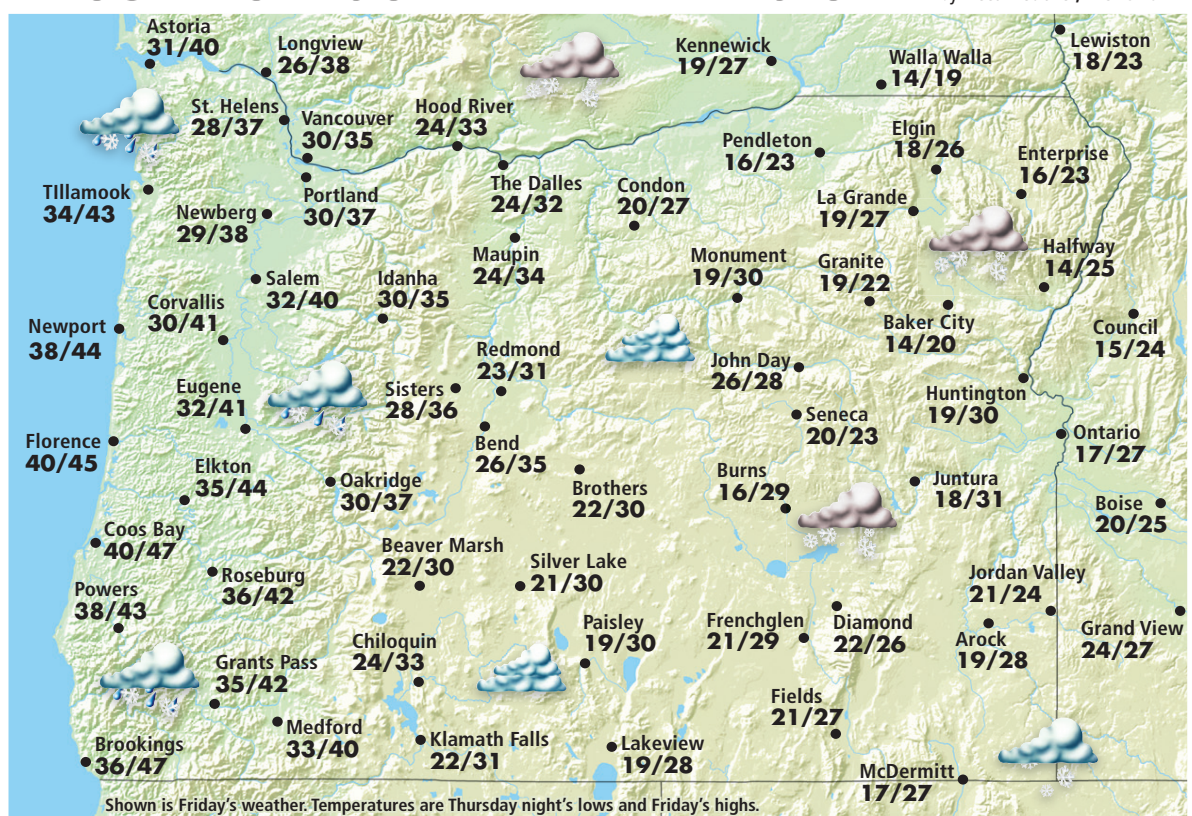 Astoria
31/40
Longview
26/38
Kennewick
19/27
Walla Walla
14/19
Lewiston
18/23
St. Helens
28/37
Vancouver
30/35
Hood River
24/33
Pendleton
16/23
Elgin
18/26
Enterprise
16/23
TIllamook
34/43
Newberg
29/38
Portland
30/37
The Dalles
24/32
Condon
20/27
La Grande
19/27
Maupin
24/34
Monument
19/30
Granite
19/22
Halfway
14/25
Salem
32/40
Idanha
30/35
Corvallis
30/41
Newport
38/44
Baker City
14/20
Council
15/24
Redmond
23/31
John Day
26/28
Eugene
32/41
Sisters
28/36
Huntington
19/30
Seneca
20/23
Florence
40/45
Bend
26/35
Ontario
17/27
Elkton
35/44
Oakridge
30/37
Brothers
22/30
Burns
16/29
Juntura
18/31
Boise
20/25
Coos Bay
40/47
Beaver Marsh
22/30
Silver Lake
21/30
Roseburg
36/42
Jordan Valley
21/24
Powers
38/43
Paisley
19/30
Frenchglen
21/29
Diamond
22/26
Arock
19/28
Grand View
24/27
Chiloquin
24/33
Grants Pass
35/42
Fields
21/27
Medford
33/40
Klamath Falls
22/31
Lakeview
19/28
Brookings
36/47
McDermitt
17/27
Shown is Friday's weather. Temperatures are Thursday night's lows and Friday's highs.